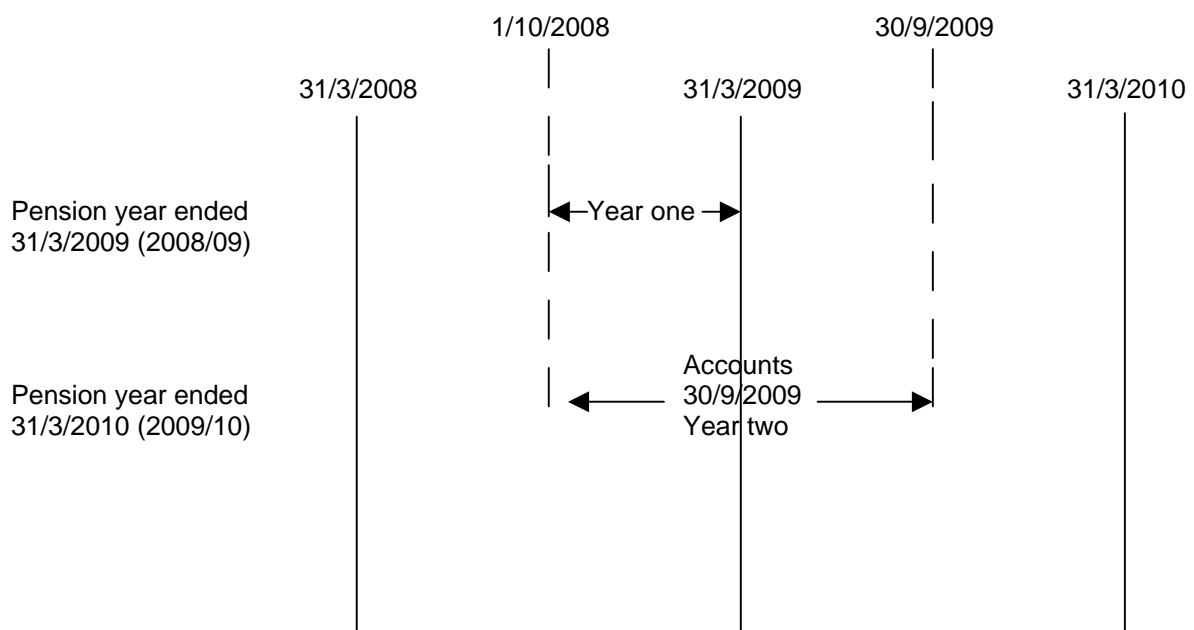 1/10/2008 30/9/2009
31/3/2008 31/3/2009 31/3/2010
Pension year ended
31/3/2009 (2008/09)
Year one
Pension year ended
31/3/2010 (2009/10)
Accounts
30/9/2009
Year two